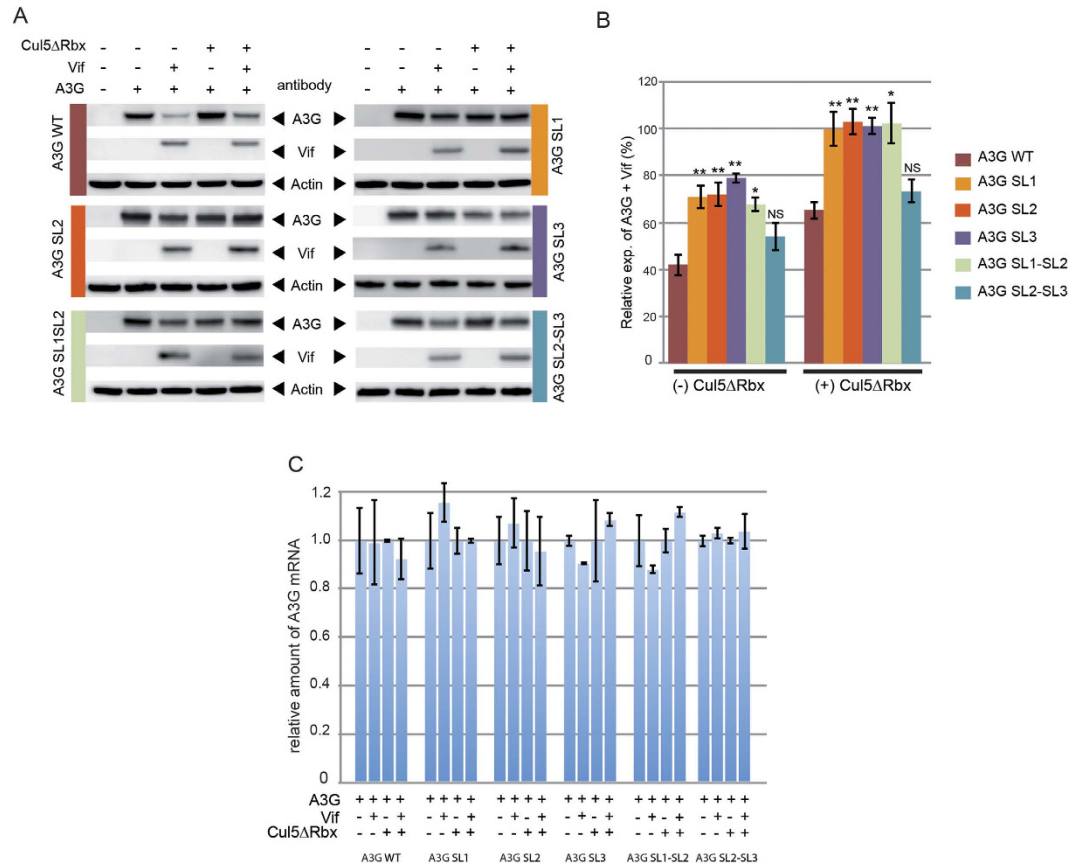 A
Cul5ΔRbx - - - + + - - - + +
Vif - - + - + - - + - +
A3G - + + + + antibody - + + + +
A3G WT
A3G
Vif
Actin
A3G SL1
A3G SL2
A3G
Vif
Actin
A3G SL3
A3G SL1SL2
A3G
Vif
Actin
A3G SL2-SL3
B
Relative exp. of A3G + Vif (%)
120
100
80
60
40
20
0
** ** ** * NS
** ** ** * NS
(-) Cul5ΔRbx (+) Cul5ΔRbx
A3G WT
A3G SL1
A3G SL2
A3G SL3
A3G SL1-SL2
A3G SL2-SL3
C
relative amount of A3G mRNA
1.2
1.0
0.8
0.6
0.4
0.2
0
A3G + + + + + + + + + + + + + + + + + + + + + + + +
Vif - + - + - + - + - + - + - + - + - + - + - + - +
Cul5ΔRbx - - + + - - + + - - + + - - + + - - + + - - + +
A3G WT A3G SL1 A3G SL2 A3G SL3 A3G SL1-SL2 A3G SL2-SL3